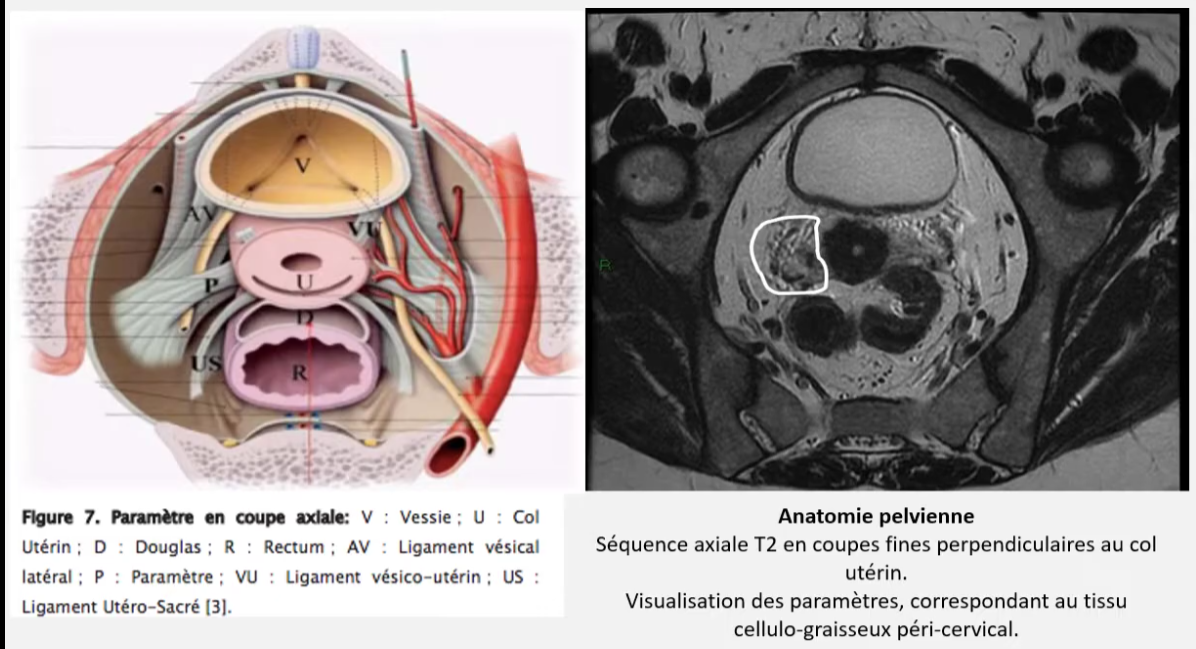 V
AV
VU
P
U
D
US
R
R
Figure 7. Paramètre en coupe axiale: V : Vessie ; U : Col
Utérin ; D : Douglas ; R : Rectum ; AV : Ligament vésical
latéral ; P : Paramètre ; VU : Ligament vésico-utérin ; US :
Ligament Utéro-Sacré [3].
Anatomie pelvienne
Séquence axiale T2 en coupes fines perpendiculaires au col
utérin.
Visualisation des paramètres, correspondant au tissu
cellulo-graisseux péri-cervical.